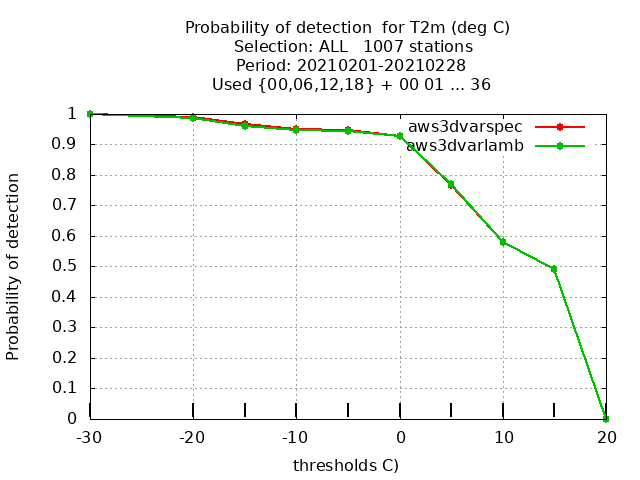 Probability of detection  for T2m (deg C)
Selection: ALL   1007 stations
Period: 20210201-20210228
Used {00,06,12,18} + 00 01 ... 36
aws3dvarspec
aws3dvarlamb
Probability of detection
1
0.9
0.8
0.7
0.6
0.5
0.4
0.3
0.2
0.1
0
-30 -20 -10 0 10 20
thresholds C)